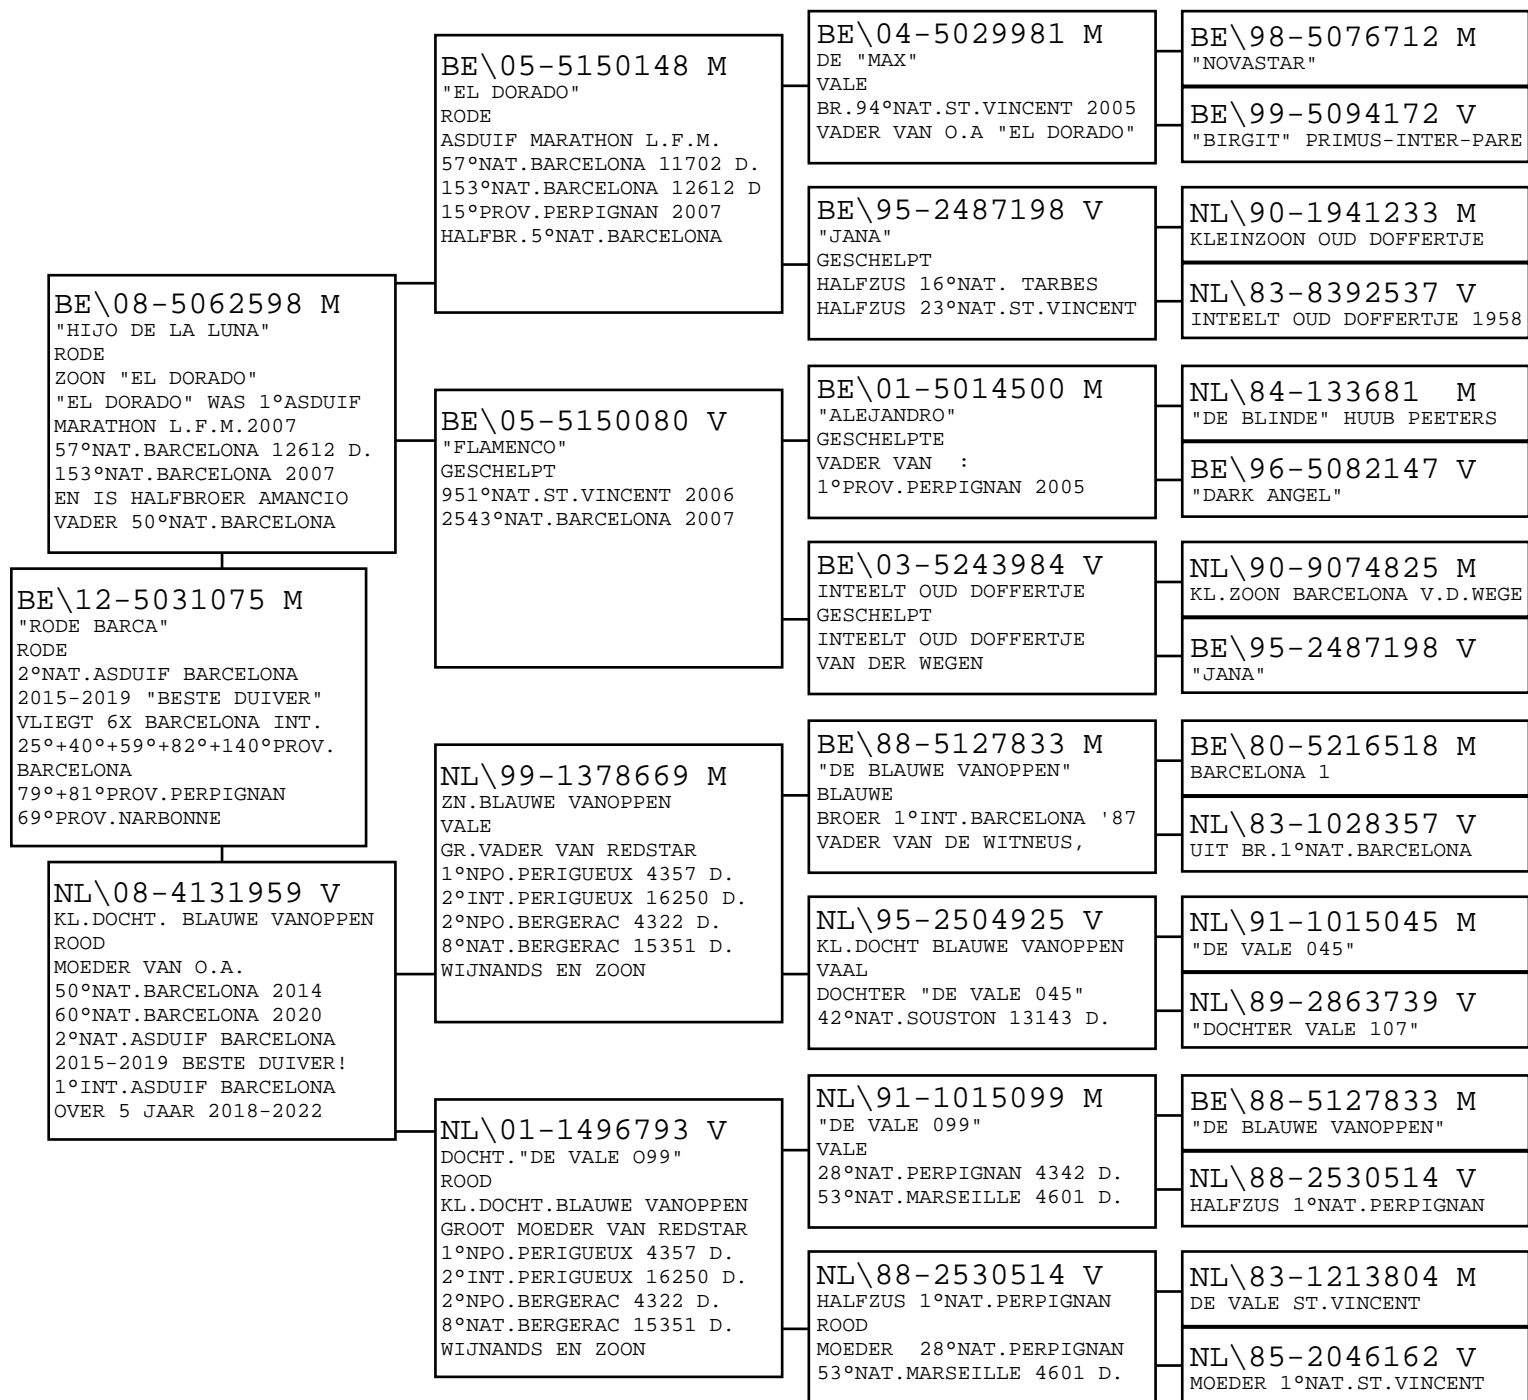 BE\12-5031075 M
"RODE BARCA"
RODE
2°NAT.ASDUIF BARCELONA
2015-2019 "BESTE DUIVER"
VLIEGT 6X BARCELONA INT.
25°+40°+59°+82°+140°PROV.
BARCELONA
79°+81°PROV.PERPIGNAN
69°PROV.NARBONNE
BE\08-5062598 M
"HIJO DE LA LUNA"
RODE
ZOON "EL DORADO"
"EL DORADO" WAS 1°ASDUIF
MARATHON L.F.M.2007
57°NAT.BARCELONA 12612 D.
153°NAT.BARCELONA 2007
EN IS HALFBROER AMANCIO
VADER 50°NAT.BARCELONA
NL\08-4131959 V
KL.DOCHT. BLAUWE VANOPPEN
ROOD
MOEDER VAN O.A.
50°NAT.BARCELONA 2014
60°NAT.BARCELONA 2020
2°NAT.ASDUIF BARCELONA
2015-2019 BESTE DUIVER!
1°INT.ASDUIF BARCELONA
OVER 5 JAAR 2018-2022
BE\05-5150148 M
"EL DORADO"
RODE
ASDUIF MARATHON L.F.M.
57°NAT.BARCELONA 11702 D.
153°NAT.BARCELONA 12612 D
15°PROV.PERPIGNAN 2007
HALFBR.5°NAT.BARCELONA
BE\05-5150080 V
"FLAMENCO"
GESCHELPT
951°NAT.ST.VINCENT 2006
2543°NAT.BARCELONA 2007
NL\99-1378669 M
ZN.BLAUWE VANOPPEN
VALE
GR.VADER VAN REDSTAR
1°NPO.PERIGUEUX 4357 D.
2°INT.PERIGUEUX 16250 D.
2°NPO.BERGERAC 4322 D.
8°NAT.BERGERAC 15351 D.
WIJNANDS EN ZOON
NL\01-1496793 V
DOCHT."DE VALE O99"
ROOD
KL.DOCHT.BLAUWE VANOPPEN
GROOT MOEDER VAN REDSTAR
1°NPO.PERIGUEUX 4357 D.
2°INT.PERIGUEUX 16250 D.
2°NPO.BERGERAC 4322 D.
8°NAT.BERGERAC 15351 D.
WIJNANDS EN ZOON
BE\04-5029981 M
DE "MAX"
VALE
BR.94°NAT.ST.VINCENT 2005
VADER VAN O.A "EL DORADO"
BE\95-2487198 V
"JANA"
GESCHELPT
HALFZUS 16°NAT. TARBES
HALFZUS 23°NAT.ST.VINCENT
BE\01-5014500 M
"ALEJANDRO"
GESCHELPTE
VADER VAN  :
1°PROV.PERPIGNAN 2005
BE\03-5243984 V
INTEELT OUD DOFFERTJE
GESCHELPT
INTEELT OUD DOFFERTJE
VAN DER WEGEN
BE\88-5127833 M
"DE BLAUWE VANOPPEN"
BLAUWE
BROER 1°INT.BARCELONA '87
VADER VAN DE WITNEUS,
NL\95-2504925 V
KL.DOCHT BLAUWE VANOPPEN
VAAL
DOCHTER "DE VALE 045"
42°NAT.SOUSTON 13143 D.
NL\91-1015099 M
"DE VALE 099"
VALE
28°NAT.PERPIGNAN 4342 D.
53°NAT.MARSEILLE 4601 D.
NL\88-2530514 V
HALFZUS 1°NAT.PERPIGNAN
ROOD
MOEDER  28°NAT.PERPIGNAN
53°NAT.MARSEILLE 4601 D.
BE\98-5076712 M
"NOVASTAR"
BE\99-5094172 V
"BIRGIT" PRIMUS-INTER-PARE
NL\90-1941233 M
KLEINZOON OUD DOFFERTJE
NL\83-8392537 V
INTEELT OUD DOFFERTJE 1958
NL\84-133681  M
"DE BLINDE" HUUB PEETERS
BE\96-5082147 V
"DARK ANGEL"
NL\90-9074825 M
KL.ZOON BARCELONA V.D.WEGE
BE\95-2487198 V
"JANA"
BE\80-5216518 M
BARCELONA 1
NL\83-1028357 V
UIT BR.1°NAT.BARCELONA
NL\91-1015045 M
"DE VALE 045"
NL\89-2863739 V
"DOCHTER VALE 107"
BE\88-5127833 M
"DE BLAUWE VANOPPEN"
NL\88-2530514 V
HALFZUS 1°NAT.PERPIGNAN
NL\83-1213804 M
DE VALE ST.VINCENT
NL\85-2046162 V
MOEDER 1°NAT.ST.VINCENT